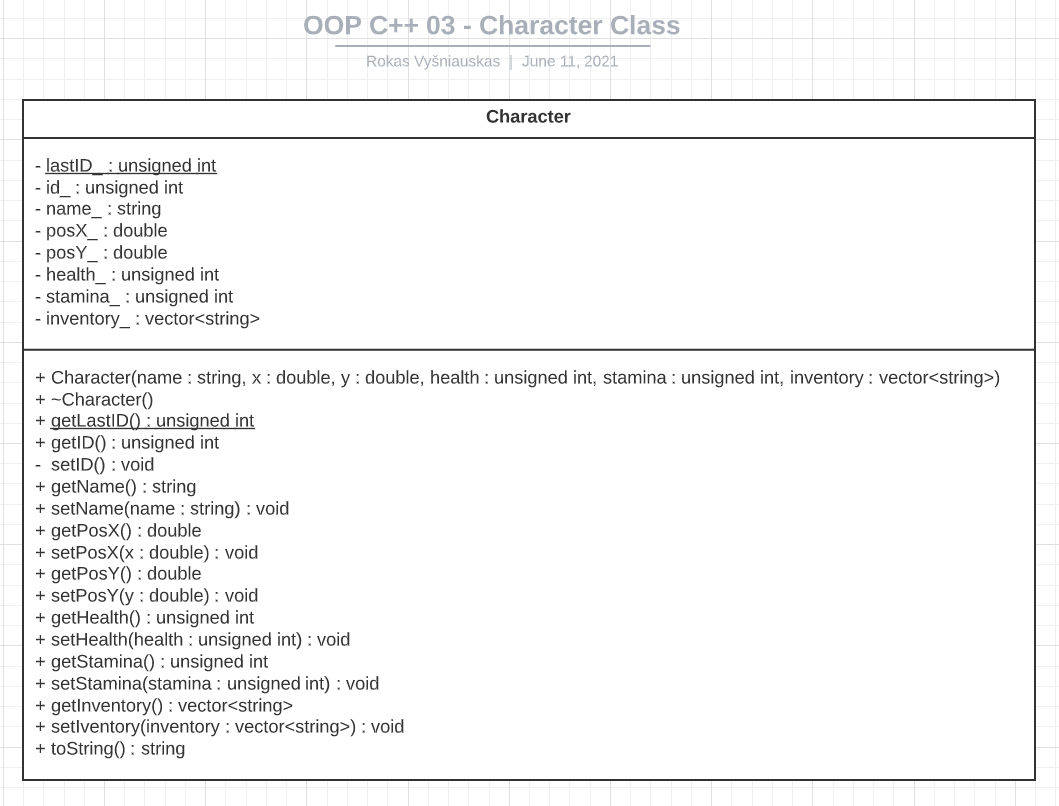 OOP C++ 03 - Character Class
Rokas Vyšniauskas | June 11, 2021
Character
- lastID_ : unsigned int
- id_ : unsigned int
- name_ : string
- posX_ : double
- posY_ : double
- health_ : unsigned int
- stamina_ : unsigned int
- inventory_ : vector<string>
+ Character(name : string, x : double, y : double, health : unsigned int, stamina : unsigned int, inventory : vector<string>)
+ ~Character()
+ getLastID() : unsigned int
+ getID() : unsigned int
- setID() : void
+ getName() : string
+ setName(name : string) : void
+ getPosX() : double
+ setPosX(x : double) : void
+ getPosY() : double
+ setPosY(y : double) : void
+ getHealth() : unsigned int
+ setHealth(health : unsigned int) : void
+ getStamina() : unsigned int
+ setStamina(stamina : unsigned int) : void
+ getInventory() : vector<string>
+ setIventory(inventory : vector<string>) : void
+ toString() : string